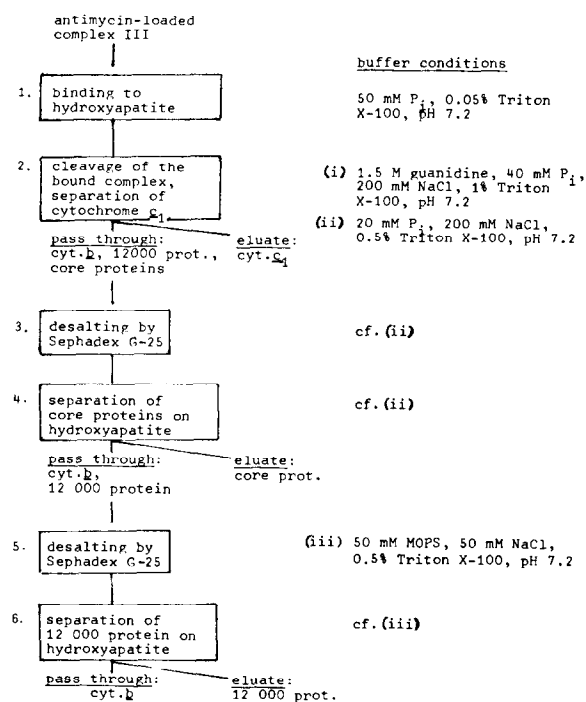 antimycin-loaded
complex III
buffer conditions
1. binding to
hydroxyapatite
50 mM Pi, 0.05% Triton
X-100, pH 7.2
2. cleavage of the
bound complex,
separation of
cytochrome c1.
(i) 1.5 M guanidine, 40 mM Pi,
200 mM NaCl, 1% Triton
X-100, pH 7.2
(ii) 20 mM Pi, 200 mM NaCl,
0.5% Triton X-100, pH 7.2
pass through:
cyt.b, 12000 prot.,
core proteins
eluate:
cyt.c1
3. desalting by
Sephadex G-25
cf.(ii)
4. separation of
core proteins on
hydroxyapatite
cf.(ii)
pass through:
cyt.b,
12 000 protein
eluate:
core prot.
5. desalting by
Sephadex G-25
(iii) 50 mM MOPS, 50 mM NaCl,
0.5% Triton X-100, pH 7.2
6. separation of
12 000 protein on
hydroxyapatite
cf.(iii)
pass through:
cyt.b
eluate:
12 000 prot.